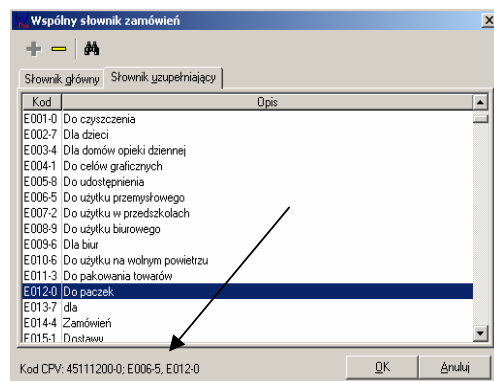 Wspólny słownik zamówień
Słownik główny Słownik uzupełniający
Kod Opis
E001-0 Do czyszczenia
E002-7 Dla dzieci
E003-4 Dla domów opieki dziennej
E004-1 Do celów graficznych
E005-8 Do udostępnienia
E006-5 Do użytku przemysłowego
E007-2 Do użytku w przedszkolach
E008-9 Do użytku biurowego
E009-6 Dla biur
E010-6 Do użytku na wolnym powietrzu
E011-3 Do pakowania towarów
E012-0 Do paczek
E013-7 dla
E014-4 Zamówień
E015-1 Dostawy
Kod CPV: 45111200-0; E006-5, E012-0 OK Anuluj